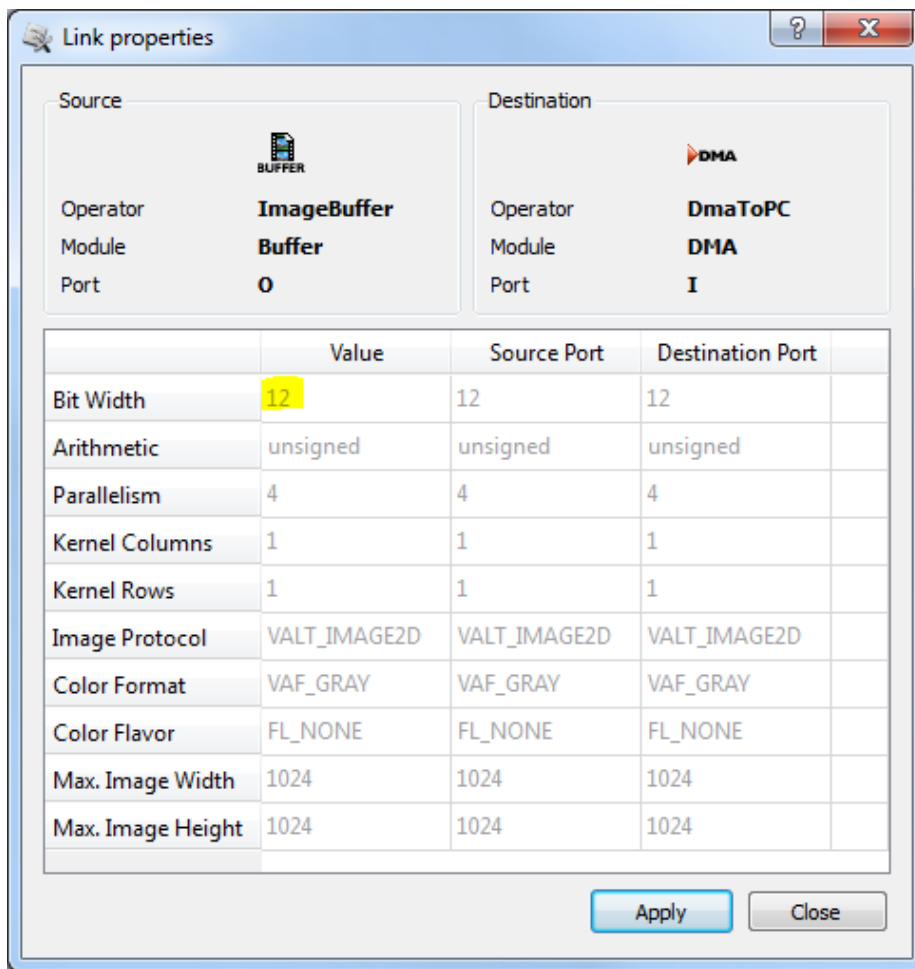 Link properties
Source
Destination
BUFFER
DMA
Operator ImageBuffer Operator DmaToPC
Module Buffer Module DMA
Port O Port I
Value Source Port Destination Port
Bit Width 12 12 12
Arithmetic unsigned unsigned unsigned
Parallelism 4 4 4
Kernel Columns 1 1 1
Kernel Rows 1 1 1
Image Protocol VALT_IMAGE2D VALT_IMAGE2D VALT_IMAGE2D
Color Format VAF_GRAY VAF_GRAY VAF_GRAY
Color Flavor FL_NONE FL_NONE FL_NONE
Max. Image Width 1024 1024 1024
Max. Image Height 1024 1024 1024
Apply Close